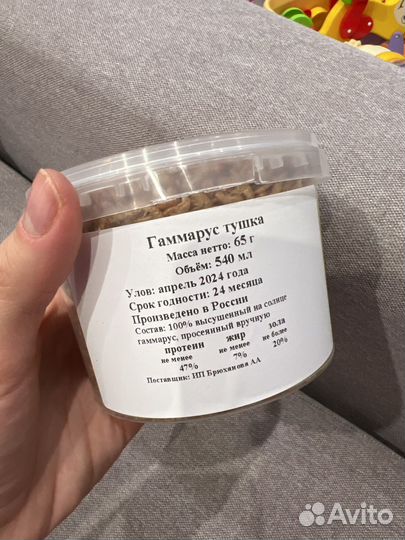 Гаммарус тушка
Масса нетто: 65 г
Объём: 540 мл
Улов: апрель 2024 года
Срок годности: 24 месяца
Произведено в России
Состав: 100% высушенный на солнце
гаммарус, просеянный вручную
протеин жир зола
не менее не менее не более
47% 7% 20%
Поставщик: ИП Брюханова АА
Avito